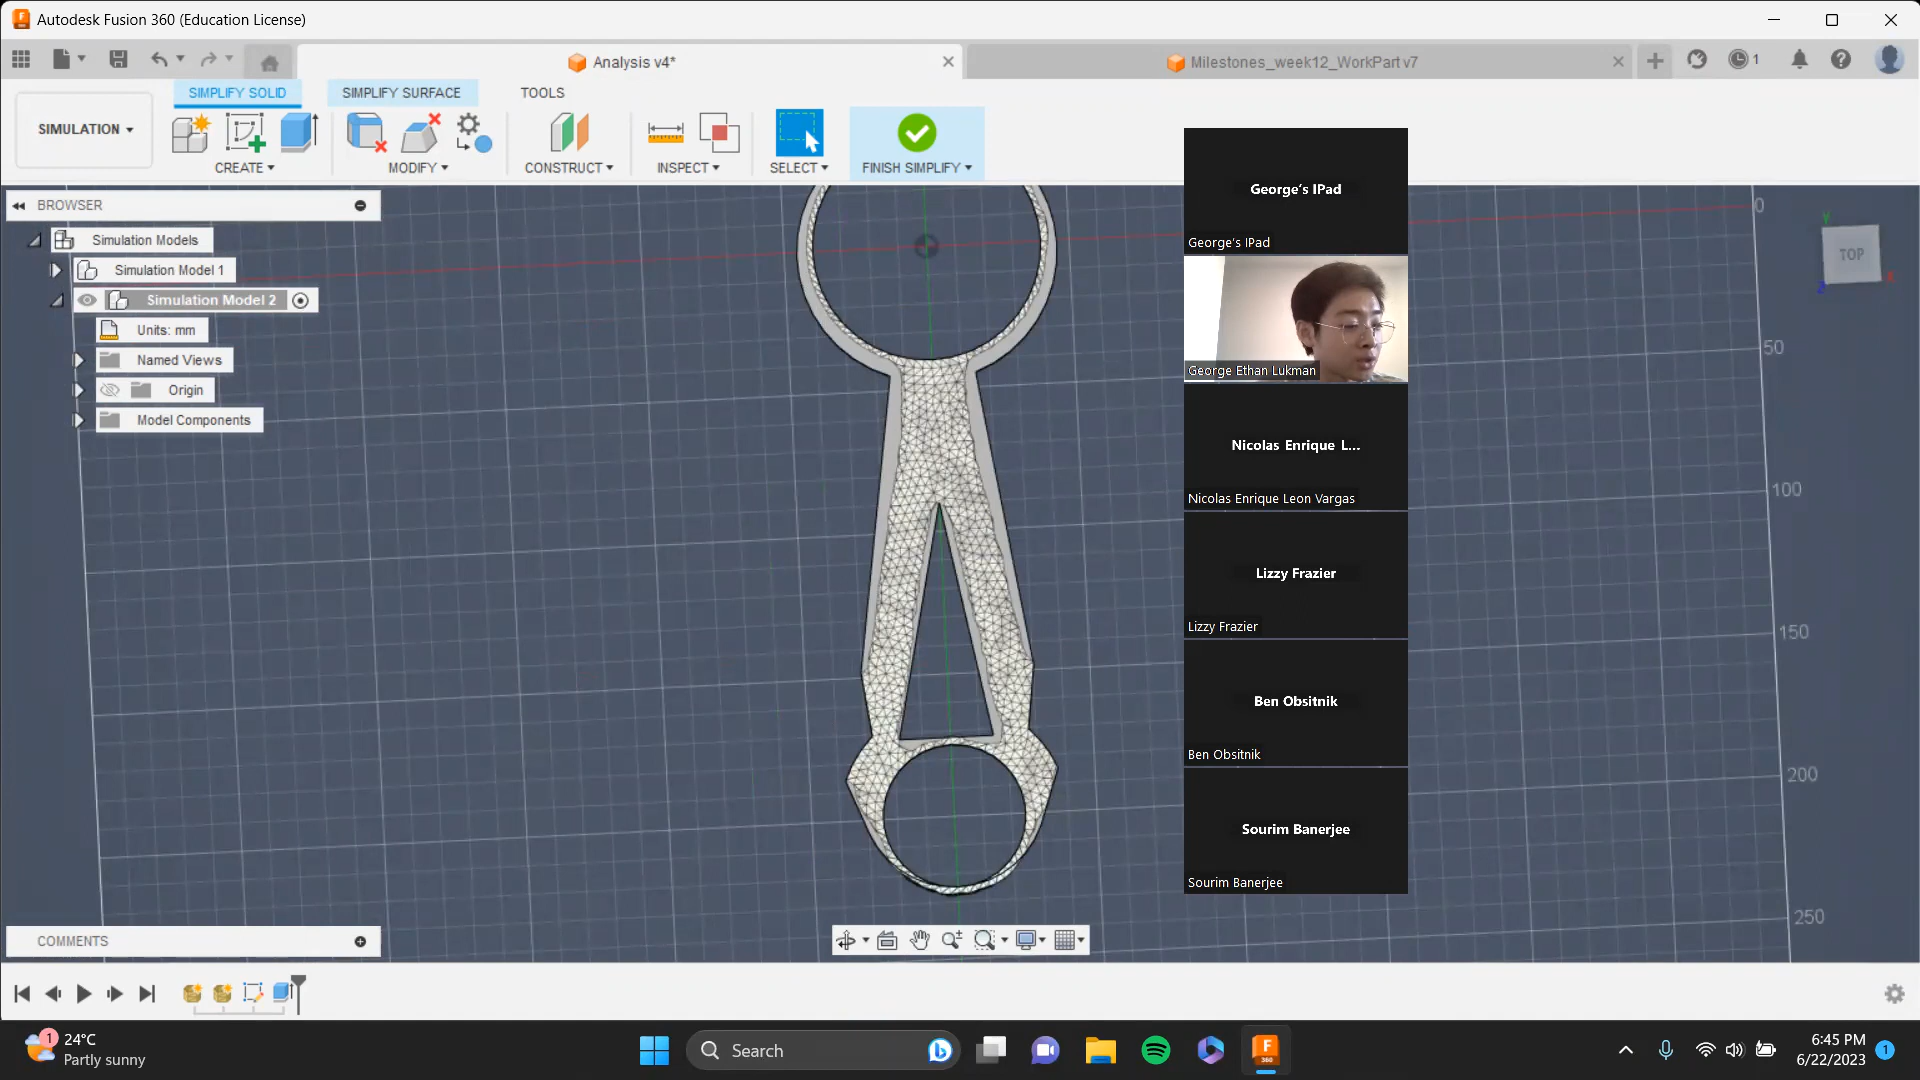 Autodesk Fusion 360 (Education License)
Analysis v4*
Milestones_week12_WorkPart v7
1
SIMPLIFY SOLID
SIMPLIFY SURFACE
TOOLS
SIMULATION
CREATE
MODIFY
CONSTRUCT
INSPECT
SELECT
FINISH SIMPLIFY
BROWSER
Simulation Models
Simulation Model 1
Simulation Model 2
Units: mm
Named Views
Origin
Model Components
George's IPad
George's IPad
George Ethan Lukman
Nicolas Enrique L...
Nicolas Enrique Leon Vargas
Lizzy Frazier
Lizzy Frazier
Ben Obsitnik
Ben Obsitnik
Sourim Banerjee
Sourim Banerjee
0
50
100
150
200
250
Y
TOP
X
Z
COMMENTS
1
24°C
Partly sunny
Search
F
360
6:45 PM
6/22/2023
1